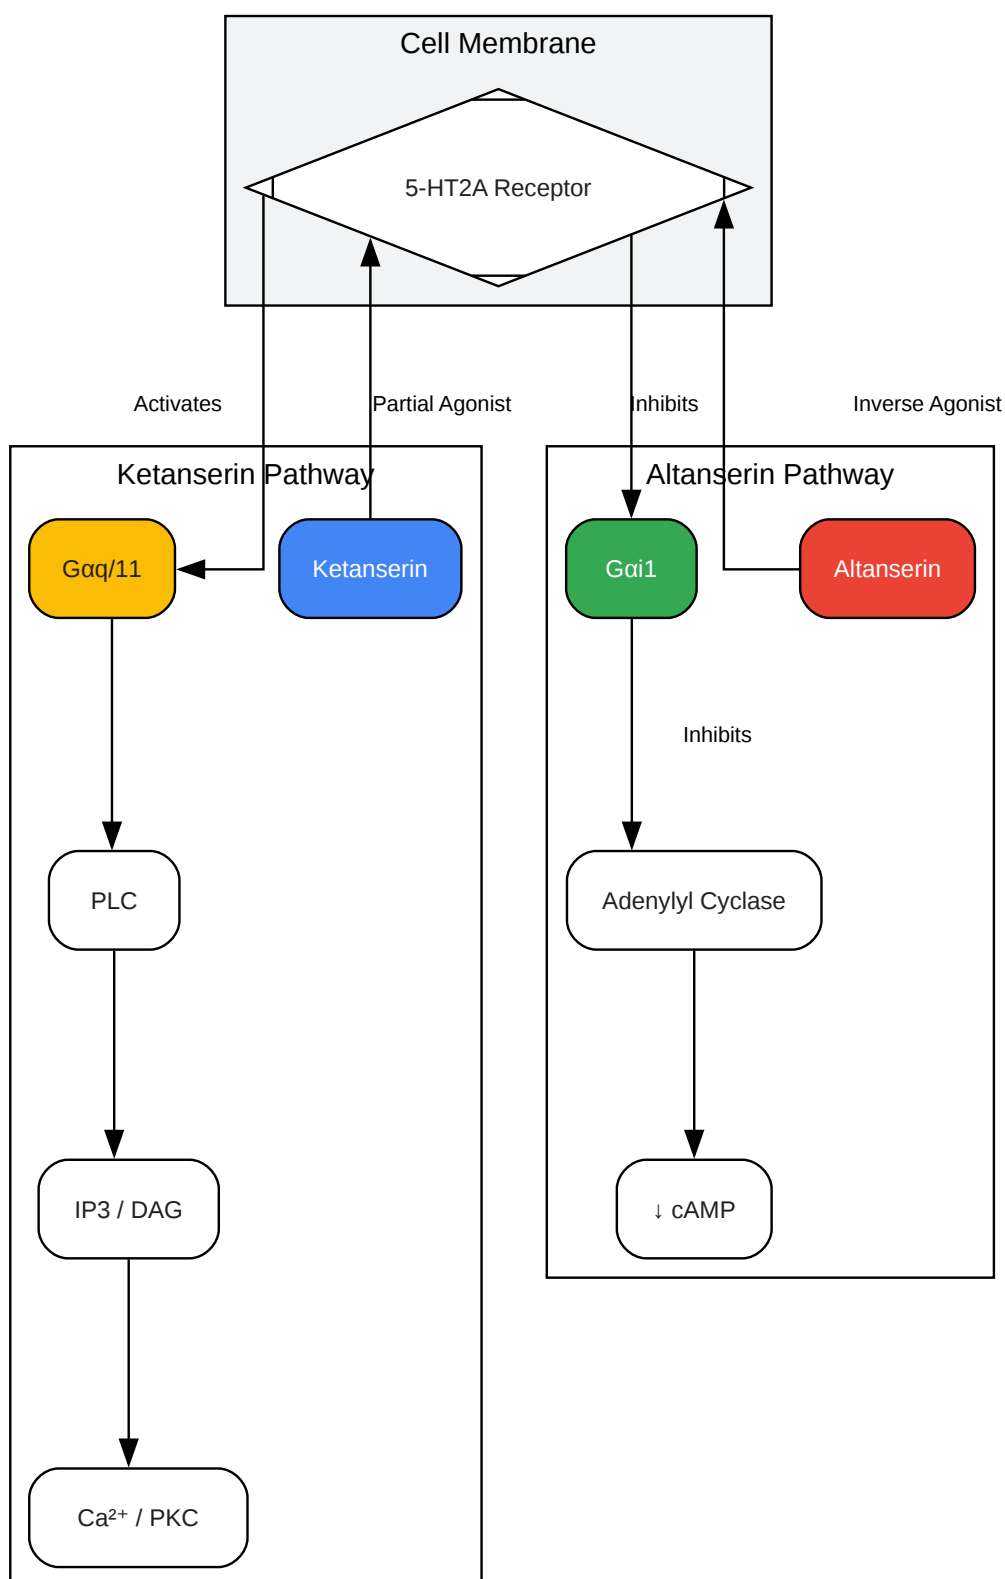 Cell Membrane
5-HT2A Receptor
Activates
Partial Agonist
Inhibits
Inverse Agonist
Ketanserin Pathway
Altanserin Pathway
Gαq/11
Ketanserin
Gαi1
Altanserin
Inhibits
PLC
Adenylyl Cyclase
IP3 / DAG
↓ cAMP
Ca²⁺ / PKC